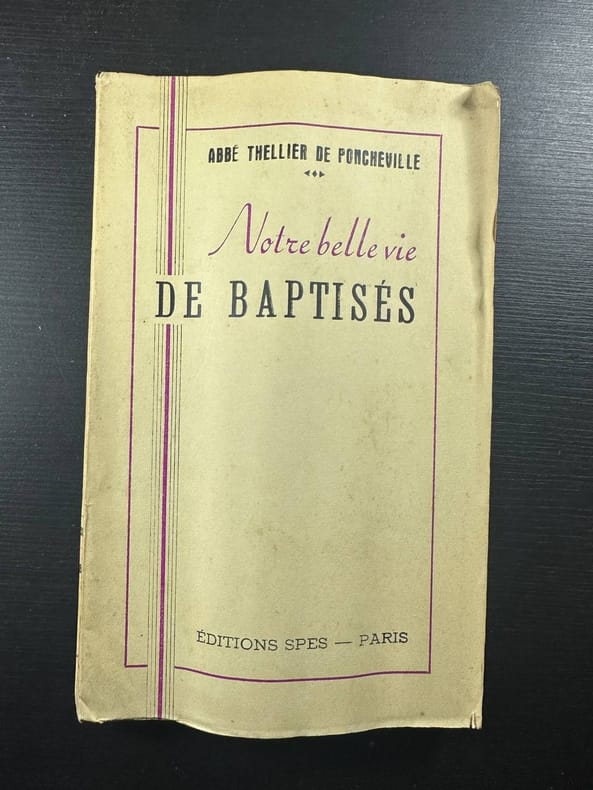 ABBÉ THELLIER DE PONCHEVILLE
Notre belle vie
DE BAPTISÉS
ÉDITIONS SPES — PARIS